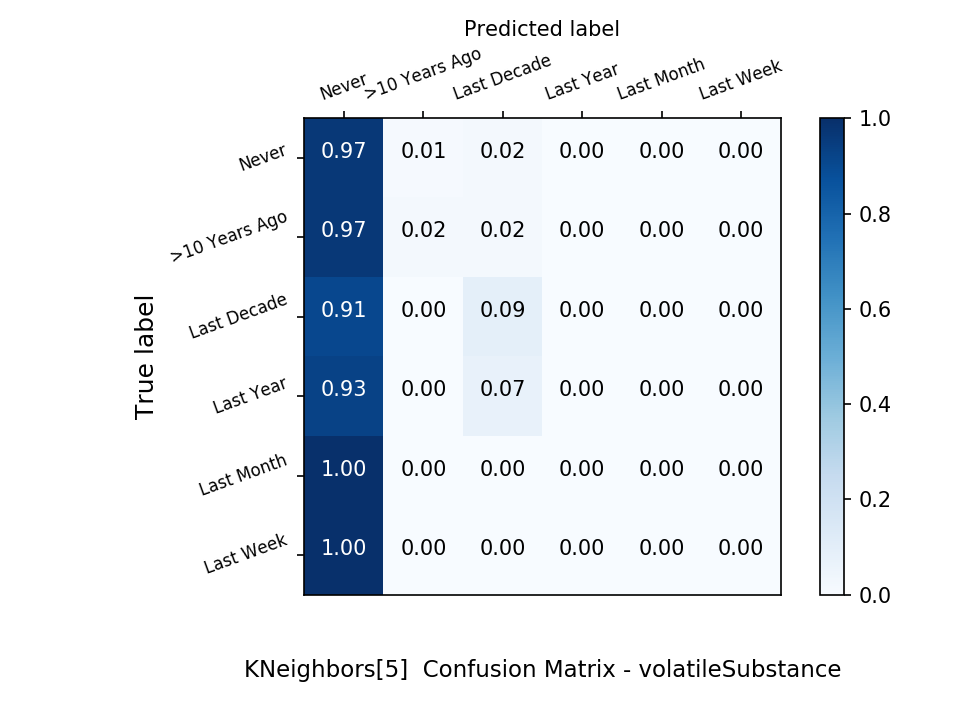 Predicted label
Never >10 Years Ago Last Decade Last Year Last Month Last Week
True label
Never 0.97 0.01 0.02 0.00 0.00 0.00
>10 Years Ago 0.97 0.02 0.02 0.00 0.00 0.00
Last Decade 0.91 0.00 0.09 0.00 0.00 0.00
Last Year 0.93 0.00 0.07 0.00 0.00 0.00
Last Month 1.00 0.00 0.00 0.00 0.00 0.00
Last Week 1.00 0.00 0.00 0.00 0.00 0.00
1.0
0.8
0.6
0.4
0.2
0.0
KNeighbors[5]  Confusion Matrix - volatileSubstance